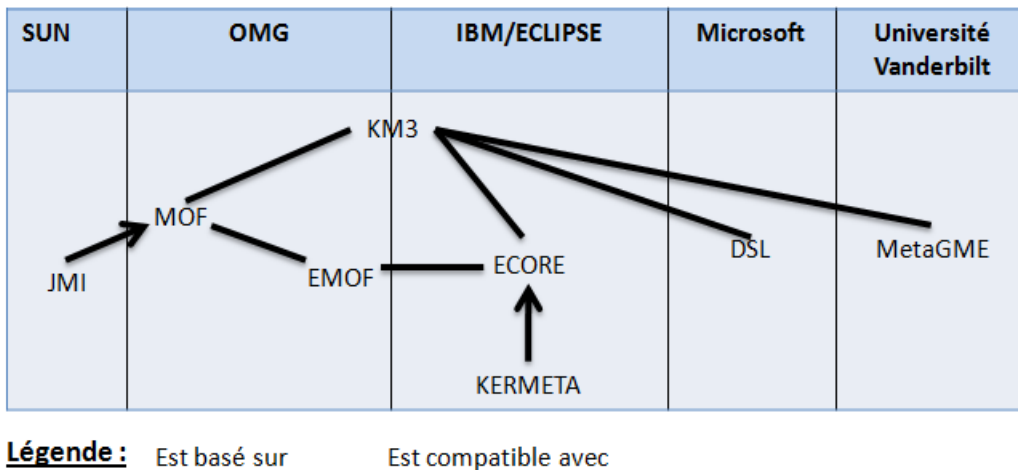 SUN OMG IBM/ECLIPSE Microsoft Université
Vanderbilt
KM3
MOF
DSL MetaGME
JMI EMOF ECORE
KERMETA
Légende : Est basé sur Est compatible avec